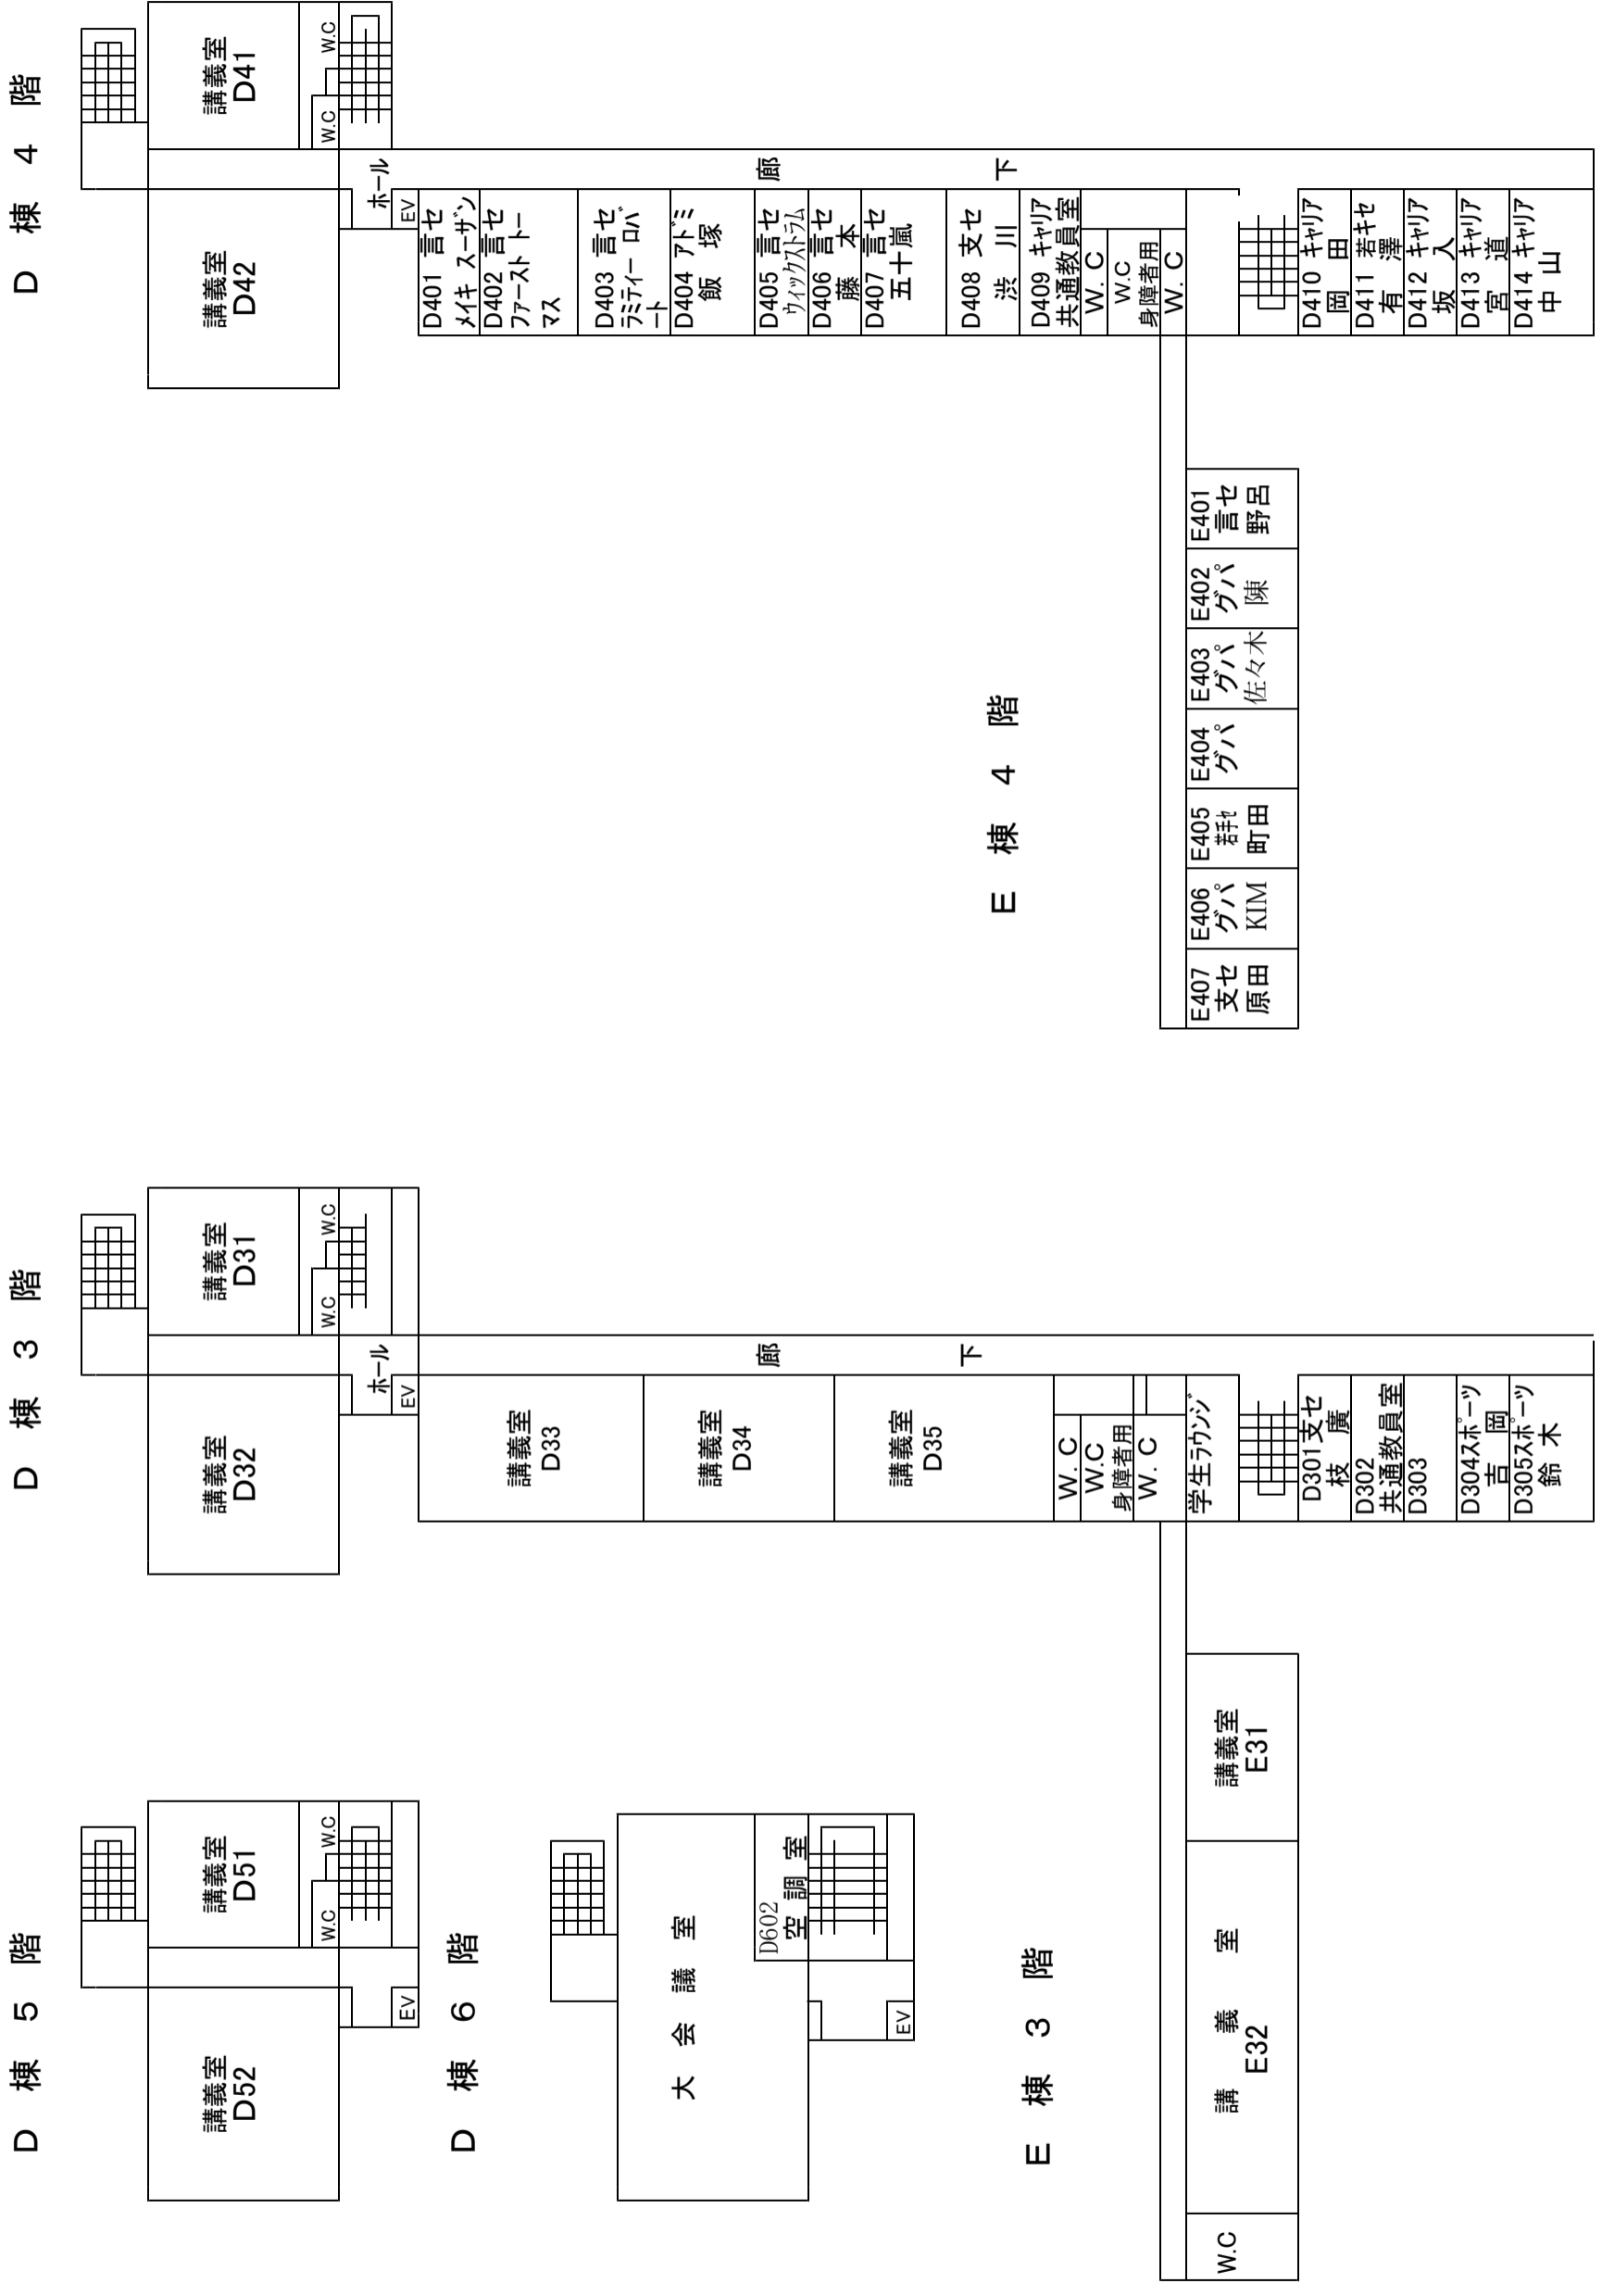 D 棟 5 階
講義室
D52
講義室
D51
W.C
W.C
EV
D 棟 6 階
大 会 議 室
D602
空 調 室
EV
E 棟 3 階
W.C
講 義 室
E32
講義室
E31
D 棟 3 階
講義室
D32
講義室
D31
W.C
W.C
ホール
EV
廊 下
講義室
D33
講義室
D34
講義室
D35
W. C
W.C
身障者用
W. C
学生ラウンジ
D301支セ
枝 廣
D302
共通教員室
D303
D304スポーツ
吉 岡
D305スポーツ
鈴 木
D 棟 4 階
講義室
D42
講義室
D41
W.C
W.C
ホール
EV
廊 下
D401 言セ
メイキ スーザン
D402 言セ
ファースト トー
マス
D403 言セ
ラミティー ロバ
ート
D404 アドミ
飯 塚
D405 言セ
ウィックストラム
D406 言セ
藤 本
D407 言セ
五十嵐
D408 支セ
渋 川
D409 キャリア
共通教員室
W. C
W.C
身障者用
W. C
D410 キャリア
岡 田
D411 若キセ
有 澤
D412 キャリア
坂 入
D413 キャリア
宮 道
D414 キャリア
中 山
E 棟 4 階
E407
支セ
原田
E406
グパ
KIM
E405
若手セ
町田
E404
グパ
E403
グパ
佐々木
E402
グパ
陳
E401
言セ
野呂